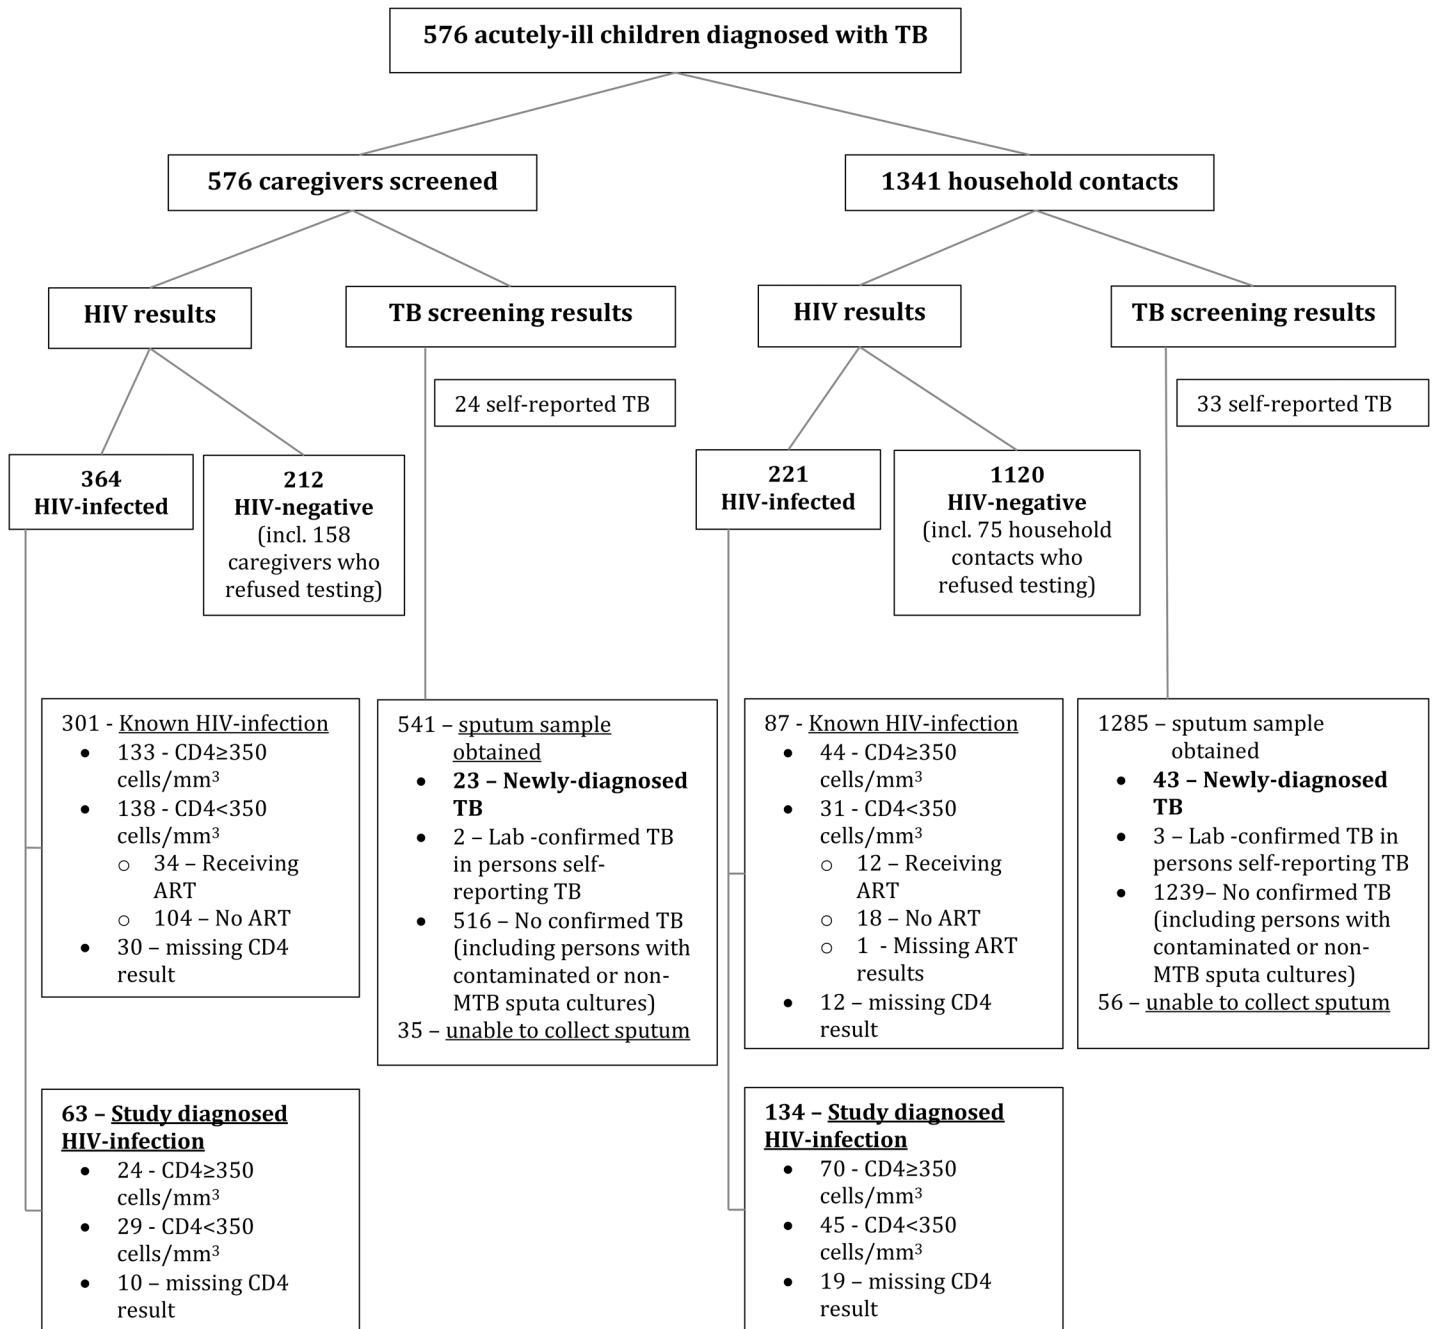 576 acutely-ill children diagnosed with TB
576 caregivers screened
1341 household contacts
HIV results
TB screening results
HIV results
TB screening results
24 self-reported TB
33 self-reported TB
364
HIV-infected
212
HIV-negative
(incl. 158
caregivers who
refused testing)
221
HIV-infected
1120
HIV-negative
(incl. 75 household
contacts who
refused testing)
301 - Known HIV-infection
• 133 - CD4≥350
cells/mm³
• 138 - CD4<350
cells/mm³
o 34 – Receiving
ART
o 104 – No ART
• 30 – missing CD4
result
541 – sputum sample
obtained
• 23 – Newly-diagnosed
TB
• 2 – Lab -confirmed TB
in persons self-
reporting TB
• 516 – No confirmed TB
(including persons with
contaminated or non-
MTB sputa cultures)
35 – unable to collect sputum
87 - Known HIV-infection
• 44 - CD4≥350
cells/mm³
• 31 - CD4<350
cells/mm³
o 12 – Receiving
ART
o 18 – No ART
o 1 - Missing ART
results
• 12 – missing CD4
result
1285 – sputum sample
obtained
• 43 – Newly-diagnosed
TB
• 3 – Lab -confirmed TB in
persons self-reporting TB
• 1239– No confirmed TB
(including persons with
contaminated or non-
MTB sputa cultures)
56 – unable to collect sputum
63 – Study diagnosed
HIV-infection
• 24 - CD4≥350
cells/mm³
• 29 - CD4<350
cells/mm³
• 10 – missing CD4
result
134 – Study diagnosed
HIV-infection
• 70 - CD4≥350
cells/mm³
• 45 - CD4<350
cells/mm³
• 19 – missing CD4
result